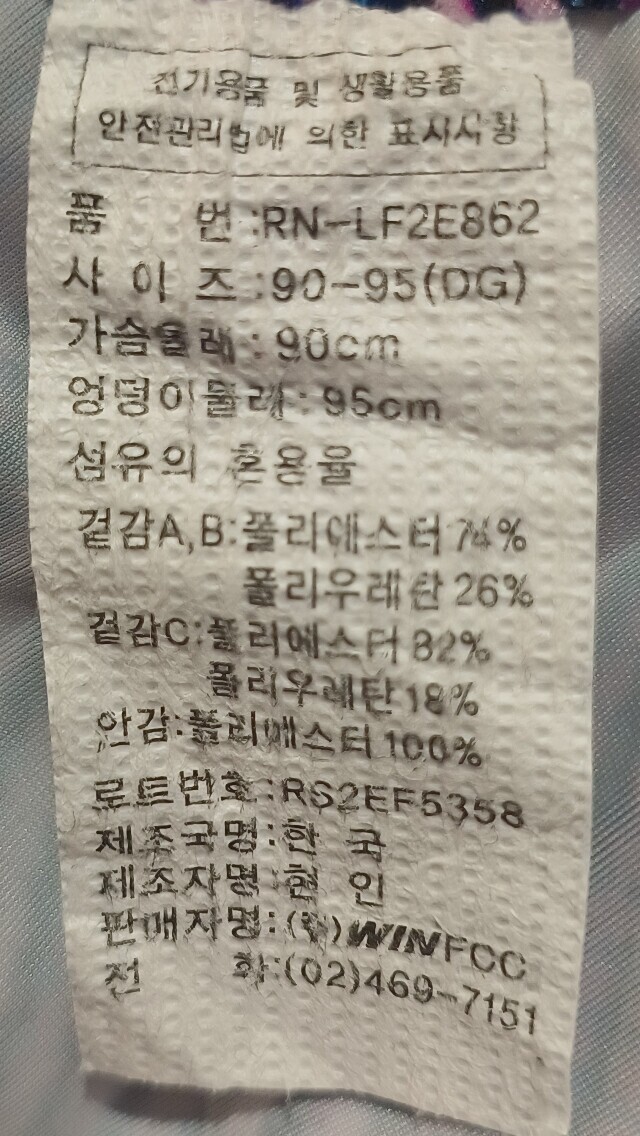 전기용품 및 생활용품
안전관리법에 의한 표시사항
품 번 :RN-LF2E862
사 이 즈 :90-95(DG)
가슴둘레 : 90cm
엉덩이둘레 : 95cm
섬유의 혼용율
겉감A,B:폴리에스터 74%
폴리우레탄 26%
겉감C:폴리에스터 82%
폴리우레탄 18%
안감:폴리에스터 100%
로트번호:RS2EF5358
제조국명:한 국
제조자명:한 인
판매자명:(주)WINFCC
전 화:(02)469-7151